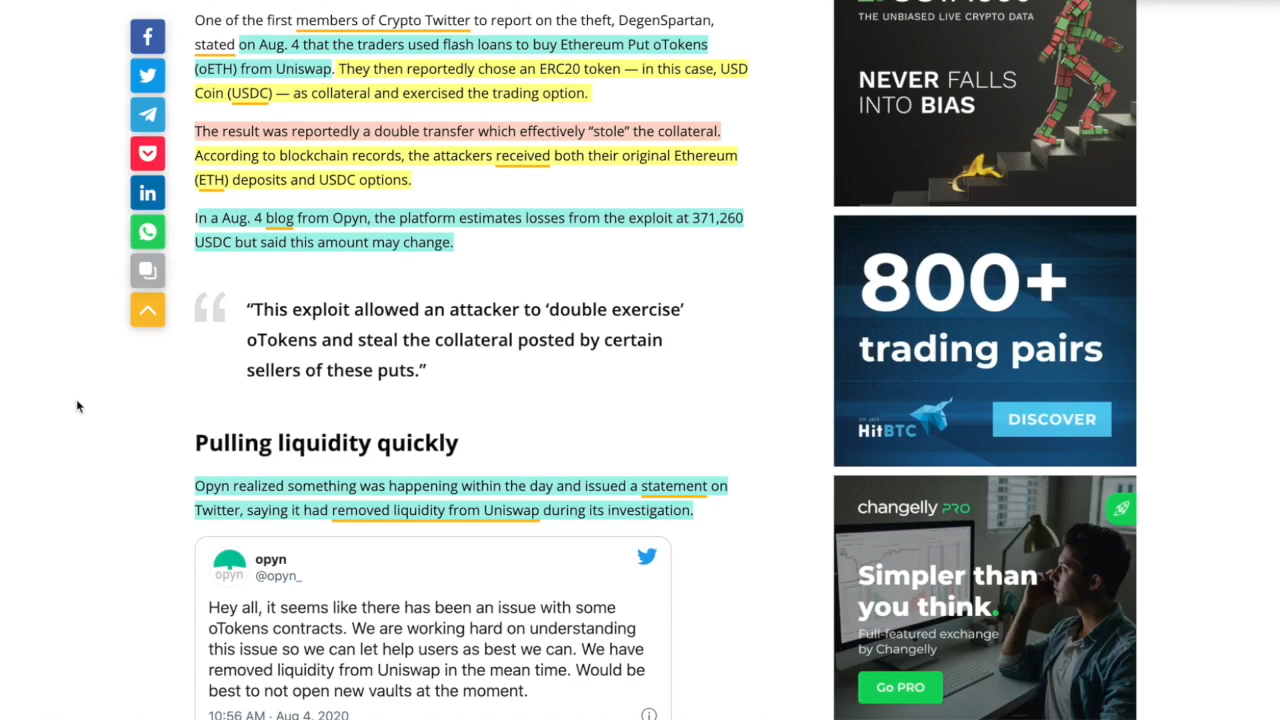 One of the first members of Crypto Twitter to report on the theft, DegenSpartan,
stated on Aug. 4 that the traders used flash loans to buy Ethereum Put oTokens
(oETH) from Uniswap. They then reportedly chose an ERC20 token — in this case, USD
Coin (USDC) — as collateral and exercised the trading option.
The result was reportedly a double transfer which effectively “stole” the collateral.
According to blockchain records, the attackers received both their original Ethereum
(ETH) deposits and USDC options.
In a Aug. 4 blog from Opyn, the platform estimates losses from the exploit at 371,260
USDC but said this amount may change.
“This exploit allowed an attacker to ‘double exercise’
oTokens and steal the collateral posted by certain
sellers of these puts.”
Pulling liquidity quickly
Opyn realized something was happening within the day and issued a statement on
Twitter, saying it had removed liquidity from Uniswap during its investigation.
opyn
opyn
@opyn_
Hey all, it seems like there has been an issue with some
oTokens contracts. We are working hard on understanding
this issue so we can let help users as best we can. We have
removed liquidity from Uniswap in the mean time. Would be
best to not open new vaults at the moment.
10:56 AM · Aug 4, 2020
THE UNBIASED LIVE CRYPTO DATA
NEVER FALLS
INTO BIAS
800+
trading pairs
HitBTC
DISCOVER
changelly PRO
Simpler than
you think.
Full-featured exchange
by Changelly
Go PRO